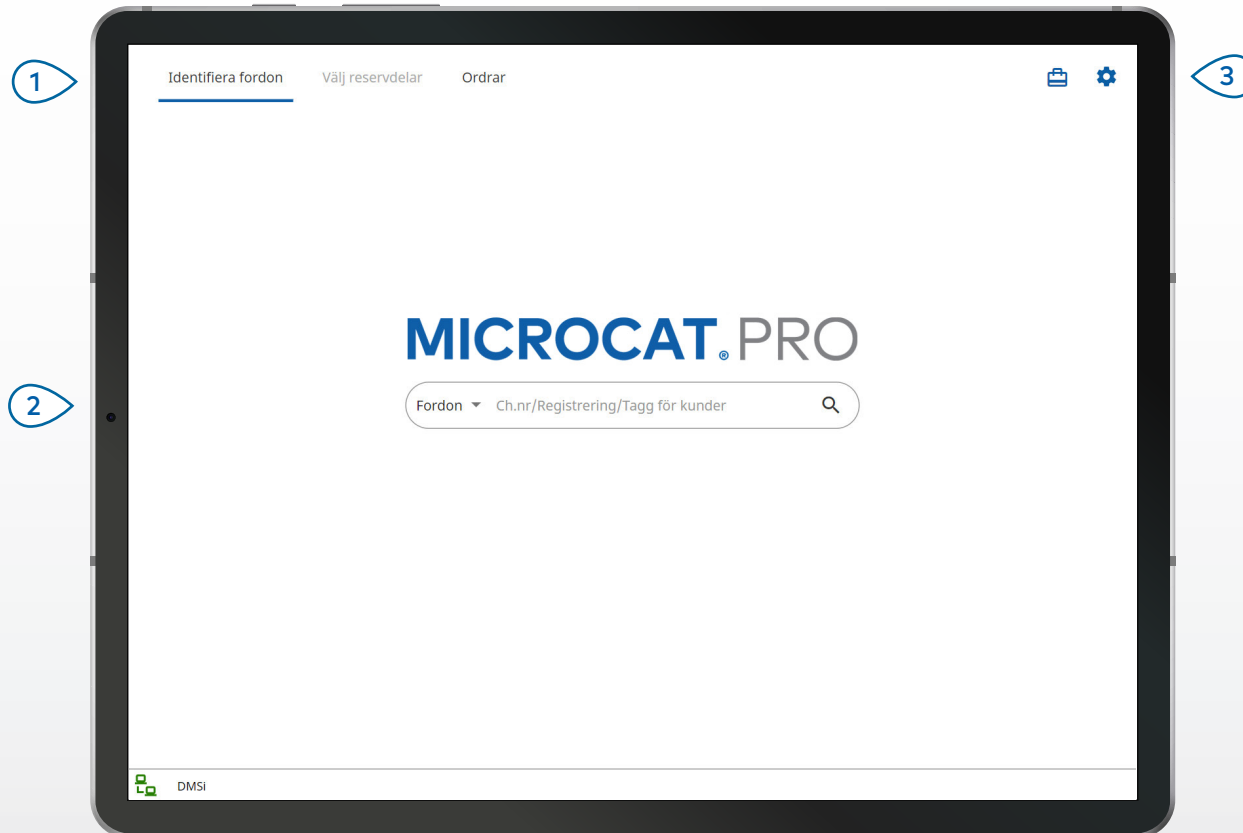 1
Identifiera fordon Välj reservdelar Ordrar
3
MICROCAT® PRO
2
Fordon Ch.nr/Registrering/Tagg för kunder
DMSi